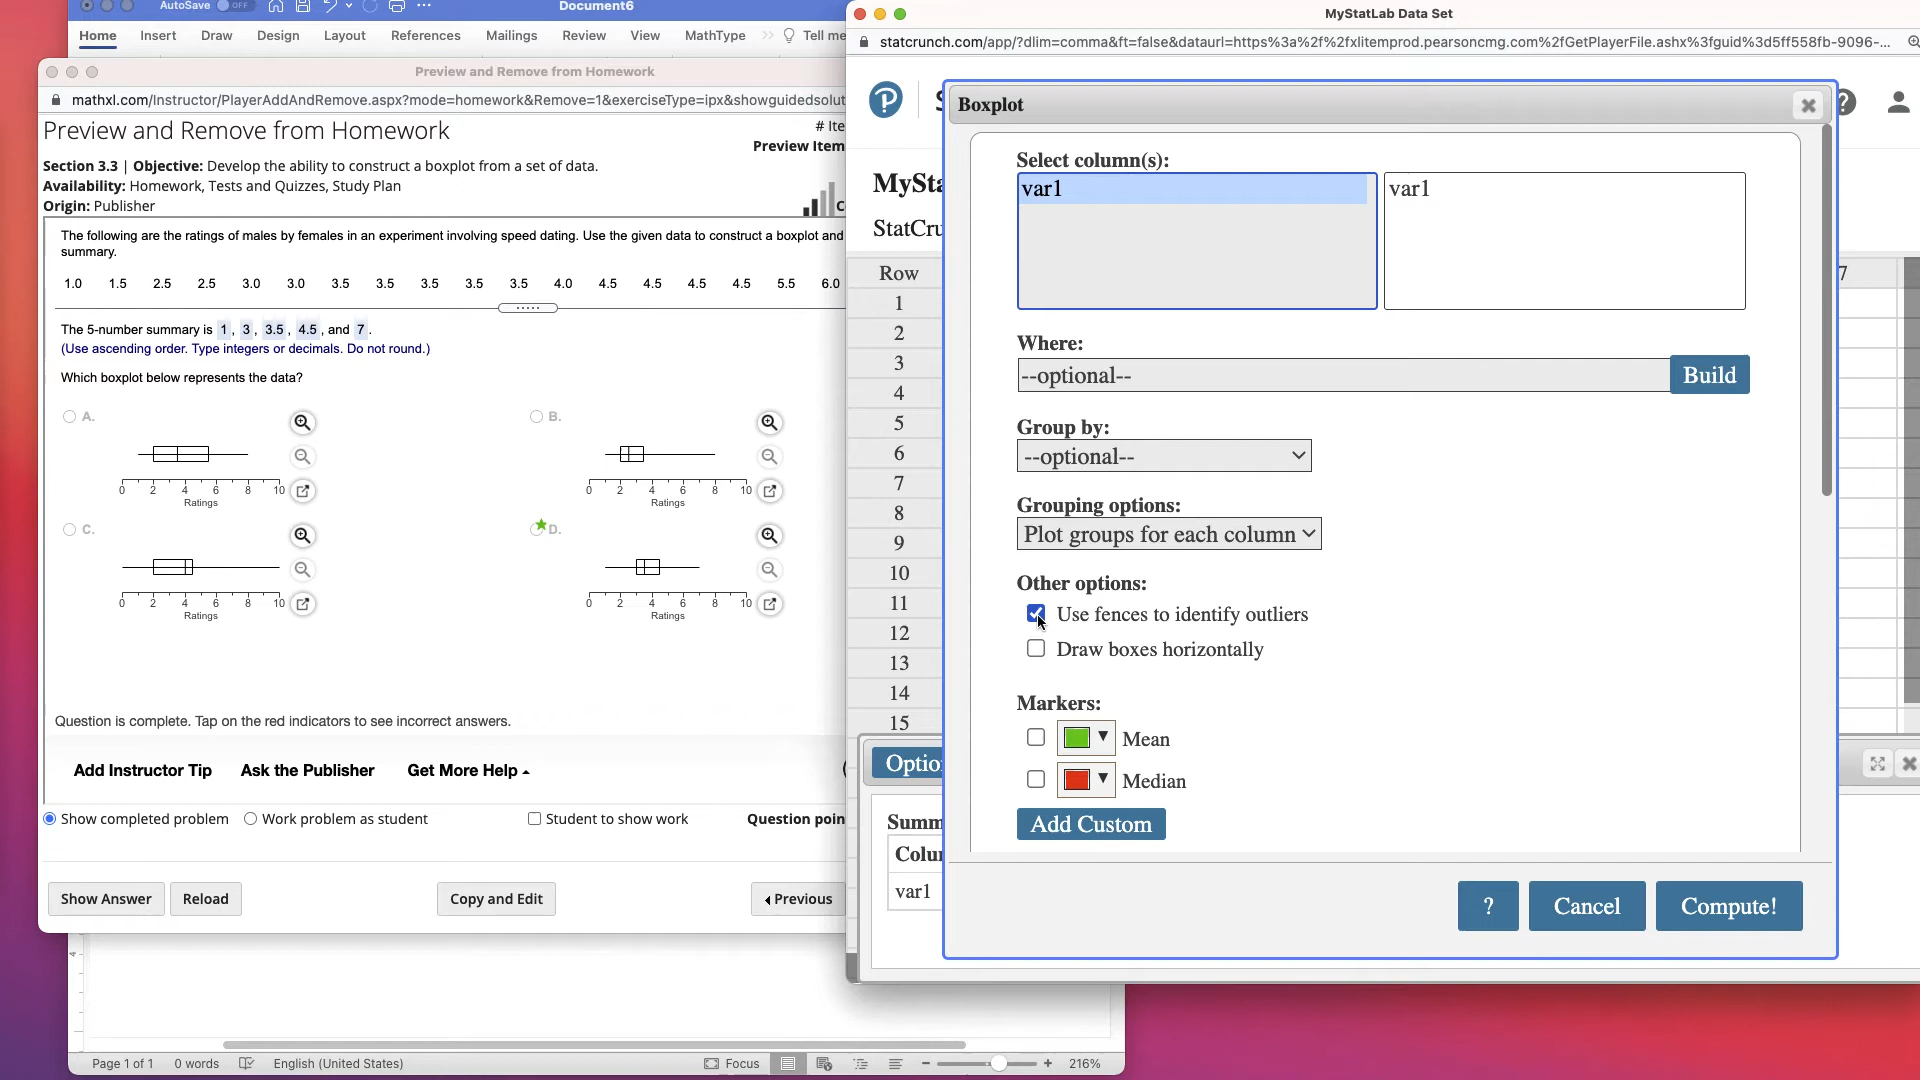 AutoSave OFF
Document6
Home Insert Draw Design Layout References Mailings Review View MathType Tell me
Preview and Remove from Homework
mathxl.com/Instructor/PlayerAddAndRemove.aspx?mode=homework&Remove=1&exerciseType=ipx&showguidedsolut
Preview and Remove from Homework
# Ite
Preview Item
Section 3.3 | Objective: Develop the ability to construct a boxplot from a set of data.
Availability: Homework, Tests and Quizzes, Study Plan
Origin: Publisher
C
The following are the ratings of males by females in an experiment involving speed dating. Use the given data to construct a boxplot and
summary.
1.0 1.5 2.5 2.5 3.0 3.0 3.5 3.5 3.5 3.5 3.5 4.0 4.5 4.5 4.5 4.5 5.5 6.0
The 5-number summary is 1, 3, 3.5, 4.5, and 7.
(Use ascending order. Type integers or decimals. Do not round.)
Which boxplot below represents the data?
A.
0 2 4 6 8 10
Ratings
B.
0 2 4 6 8 10
Ratings
C.
0 2 4 6 8 10
Ratings
D.
0 2 4 6 8 10
Ratings
Question is complete. Tap on the red indicators to see incorrect answers.
Add Instructor Tip Ask the Publisher Get More Help
Show completed problem Work problem as student Student to show work Question poin
Show Answer Reload Copy and Edit Previous
Page 1 of 1 0 words English (United States) Focus 216%
4
MyStatLab Data Set
statcrunch.com/app/?dlim=comma&ft=false&dataurl=https%3a%2f%2fxlitemprod.pearsoncmg.com%2fGetPlayerFile.ashx%3fguid%3d5ff558fb-9096-...
P
?
MySta
StatCru
Row
7
1
2
3
4
5
6
7
8
9
10
11
12
13
14
15
Optio
Summ
Colu
var1
Boxplot
Select column(s):
var1 var1
Where:
--optional-- Build
Group by:
--optional--
Grouping options:
Plot groups for each column
Other options:
Use fences to identify outliers
Draw boxes horizontally
Markers:
Mean
Median
Add Custom
? Cancel Compute!